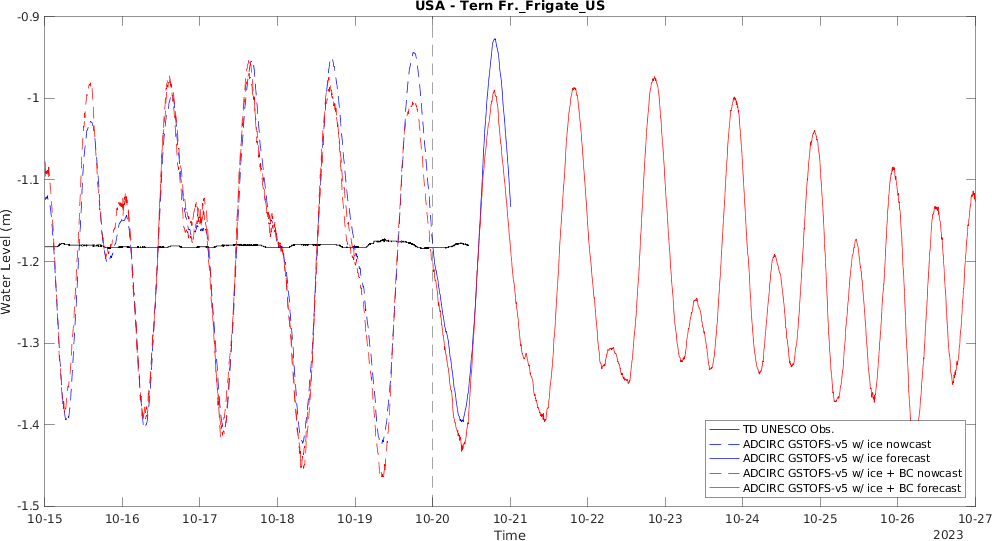 USA - Tern Fr._Frigate_US
Water Level (m)
-0.9
-1
-1.1
-1.2
-1.3
-1.4
-1.5
TD UNESCO Obs.
ADCIRC GSTOFS-v5 w/ ice nowcast
ADCIRC GSTOFS-v5 w/ ice forecast
ADCIRC GSTOFS-v5 w/ ice + BC nowcast
ADCIRC GSTOFS-v5 w/ ice + BC forecast
10-15 10-16 10-17 10-18 10-19 10-20 10-21 10-22 10-23 10-24 10-25 10-26 10-27
Time
2023